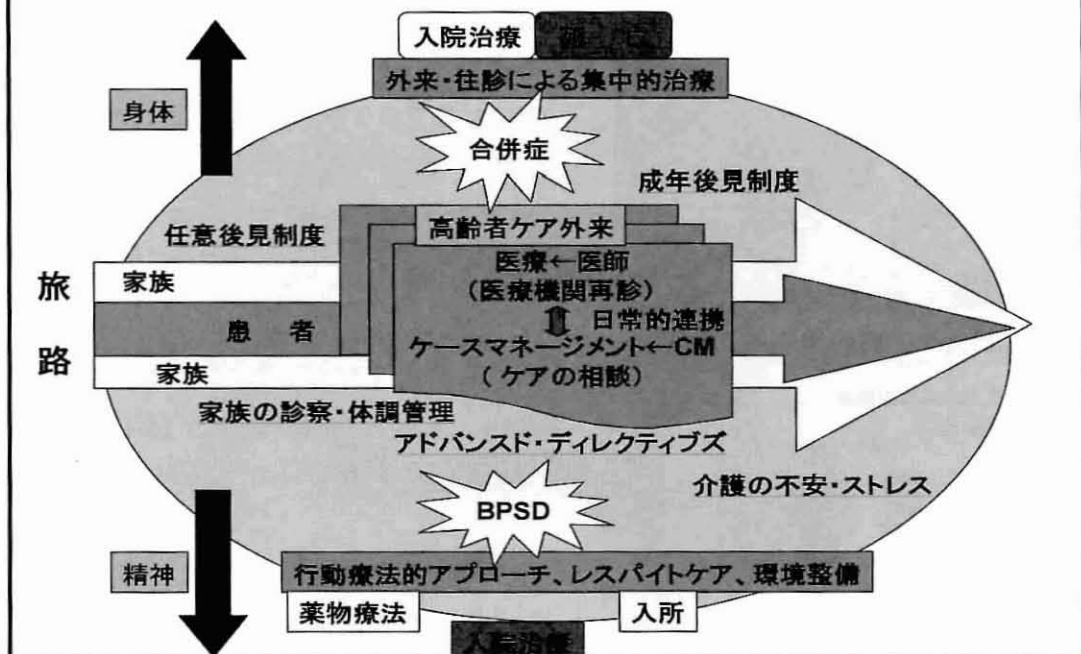 入院治療
外来・往診による集中的治療
身体
合併症
成年後見制度
任意後見制度
高齢者ケア外来
医療←医師
(医療機関再診)
日常的連携
ケースマネージメント←CM
(ケアの相談)
旅路
家族
患 者
家族
家族の診察・体調管理
アドバンスド・ディレクティブズ
介護の不安・ストレス
BPSD
精神
行動療法的アプローチ、レスパイトケア、環境整備
薬物療法
入所
入院治療